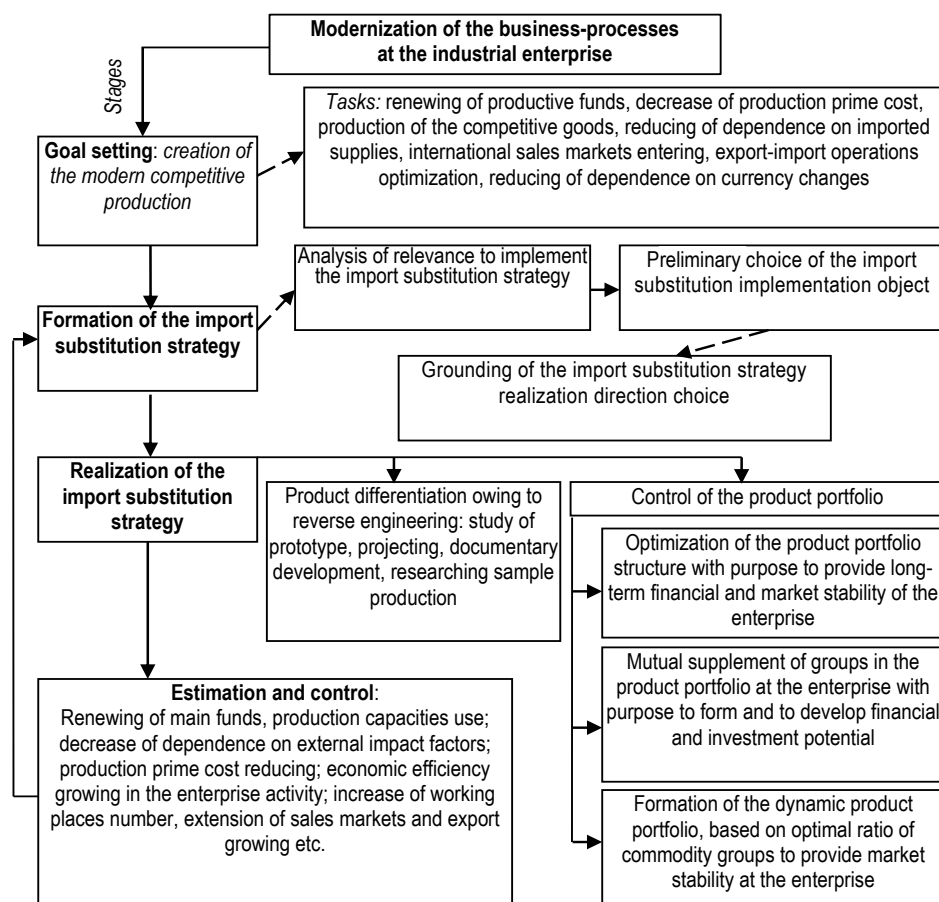 Modernization of the business-processes
at the industrial enterprise
Stages
Tasks: renewing of productive funds, decrease of production prime cost,
production of the competitive goods, reducing of dependence on imported
supplies, international sales markets entering, export-import operations
optimization, reducing of dependence on currency changes
Goal setting: creation of
the modern competitive
production
Analysis of relevance to implement
the import substitution strategy
Preliminary choice of the import
substitution implementation object
Formation of the import
substitution strategy
Grounding of the import substitution strategy
realization direction choice
Realization of the
import substitution
strategy
Product differentiation owing to
reverse engineering: study of
prototype, projecting, documentary
development, researching sample
production
Control of the product portfolio
Optimization of the product portfolio
structure with purpose to provide long-
term financial and market stability of the
enterprise
Mutual supplement of groups in the
product portfolio at the enterprise with
purpose to form and to develop financial
and investment potential
Formation of the dynamic product
portfolio, based on optimal ratio of
commodity groups to provide market
stability at the enterprise
Estimation and control:
Renewing of main funds, production capacities use;
decrease of dependence on external impact factors;
production prime cost reducing; economic efficiency
growing in the enterprise activity; increase of working
places number, extension of sales markets and export
growing etc.